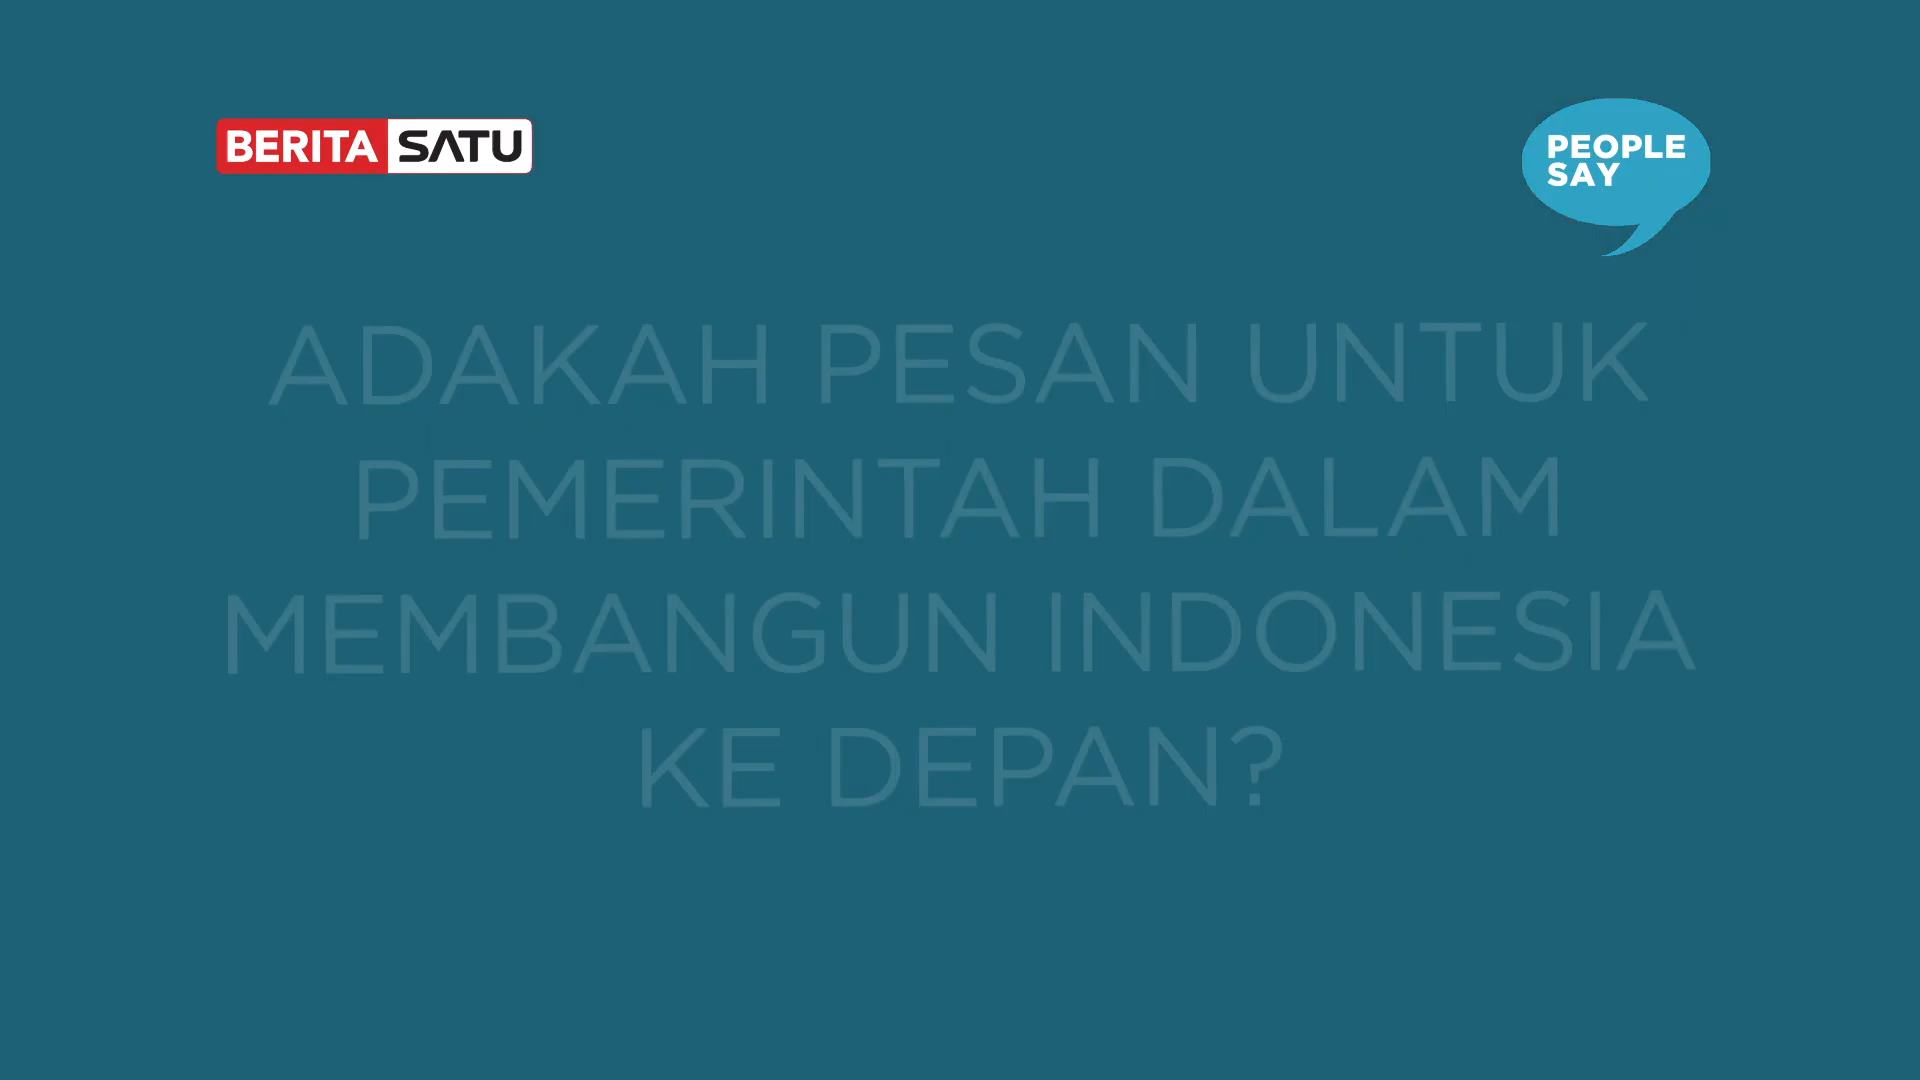 BERITA SATU
PEOPLE
SAY
ADAKAH PESAN UNTUK
PEMERINTAH DALAM
MEMBANGUN INDONESIA
KE DEPAN?